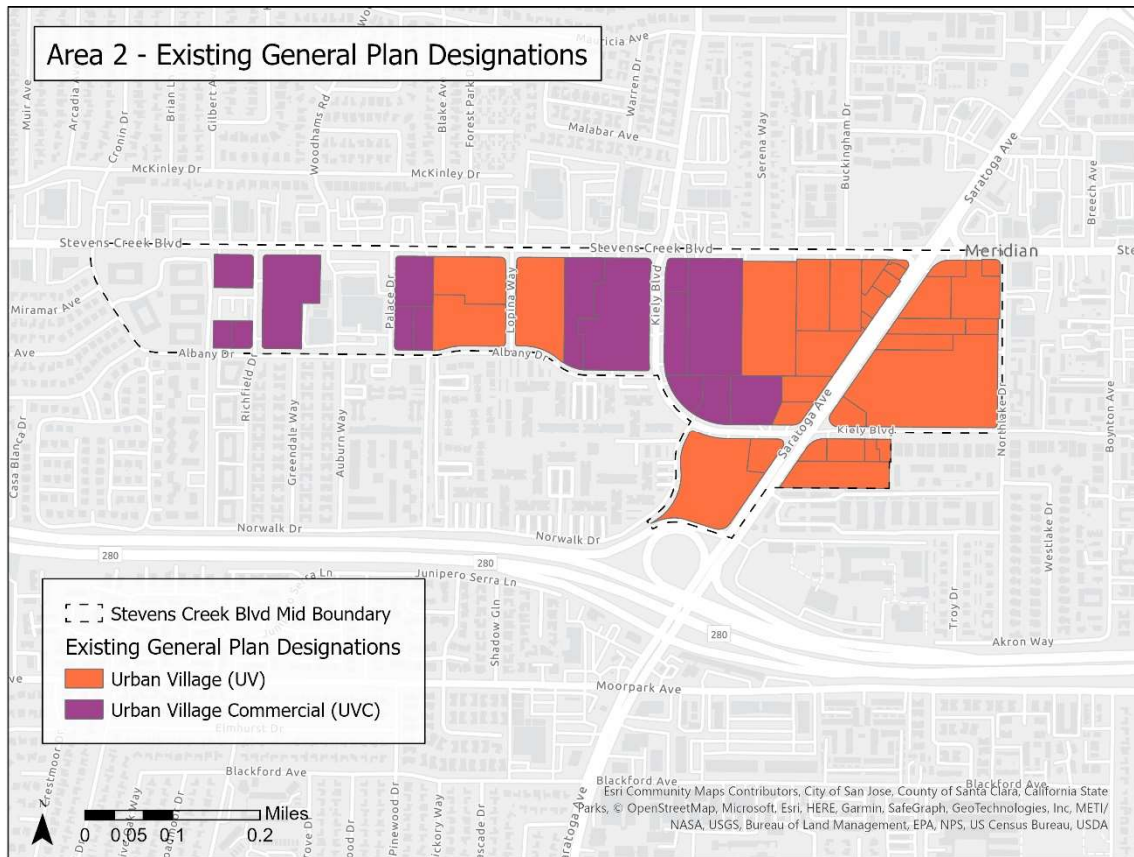 Area 2 - Existing General Plan Designations
Muir Ave
Arcadia Av
Brian Ln
Cronin Dr
Gilbert Ave
Woodhams Rd
Blake Ave
Forest Park D
Mauricia Ave
Warren Dr
Malabar Ave
Serena Way
Buckingham Dr
Saratoga Ave
Breech Ave
McKinley Dr
McKinley Dr
Stevens Creek Blvd
Stevens Creek Blvd
Meridian
Ste
Miramar Ave
Palace Dr
Lopina Way
Kiely Blvd
Albany Dr
Albany Dr
Casa Blanca Dr
Richfield Dr
Greendale Way
Auburn Way
Saratoga Ave
Kiely Blvd
Northlake Dr
Boynton Ave
Norwalk Dr
Norwalk Dr
280
280
Junipero Serra Ln
Shadow Gln
280
Troy Dr
Westlake Dr
Akron Way
Moorpark Ave
Stevens Creek Blvd Mid Boundary
Existing General Plan Designations
Urban Village (UV)
Urban Village Commercial (UVC)
Elmhurst Dr
Blackford Ave
Blackford Ave
Blackford Ave
Crestmoor Dr
Pinewood Dr
Hickory Way
Cascade Dr
Saratoga Ave
N
Miles
0 0.05 0.1 0.2
Esri Community Maps Contributors, City of San Jose, County of Santa Clara, California State
Parks, © OpenStreetMap, Microsoft, Esri, HERE, Garmin, SafeGraph, GeoTechnologies, Inc, METI/
NASA, USGS, Bureau of Land Management, EPA, NPS, US Census Bureau, USDA